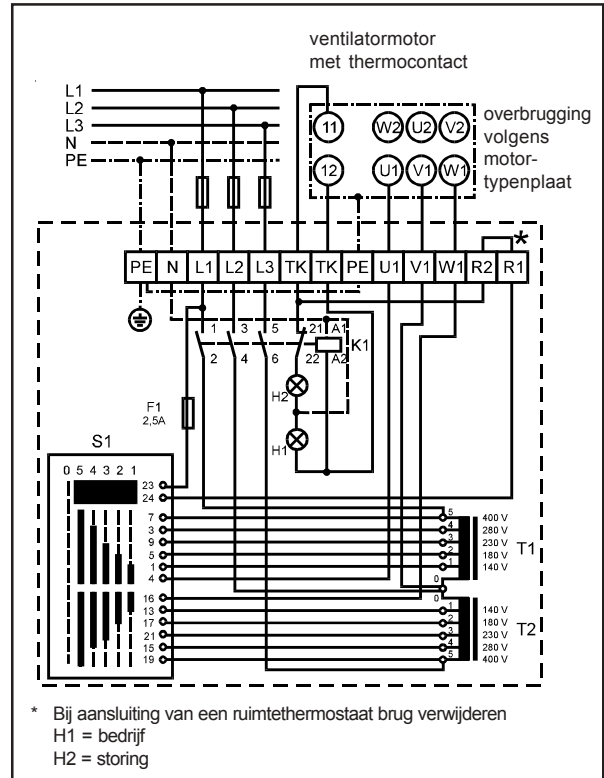 ventilatormotor
met thermocontact
L1
L2
L3
N
PE
11 W2 U2 V2
12 U1 V1 W1
overbrugging
volgens
motor-
typenplaat
*
PE N L1 L2 L3 TK TK PE U1 V1 W1 R2 R1
1 3 5 21 A1
K1
2 4 6 22 A2
H2
F1
2,5A
H1
S1
0 5 4 3 2 1
23
24
7 5 400 V
3 4 280 V
9 3 230 V
5 2 180 V
1 1 140 V
T1
4 0
16 0
13 1 140 V
17 2 180 V
21 3 230 V
15 4 280 V
19 5 400 V
T2
* Bij aansluiting van een ruimtethermostaat brug verwijderen
H1 = bedrijf
H2 = storing